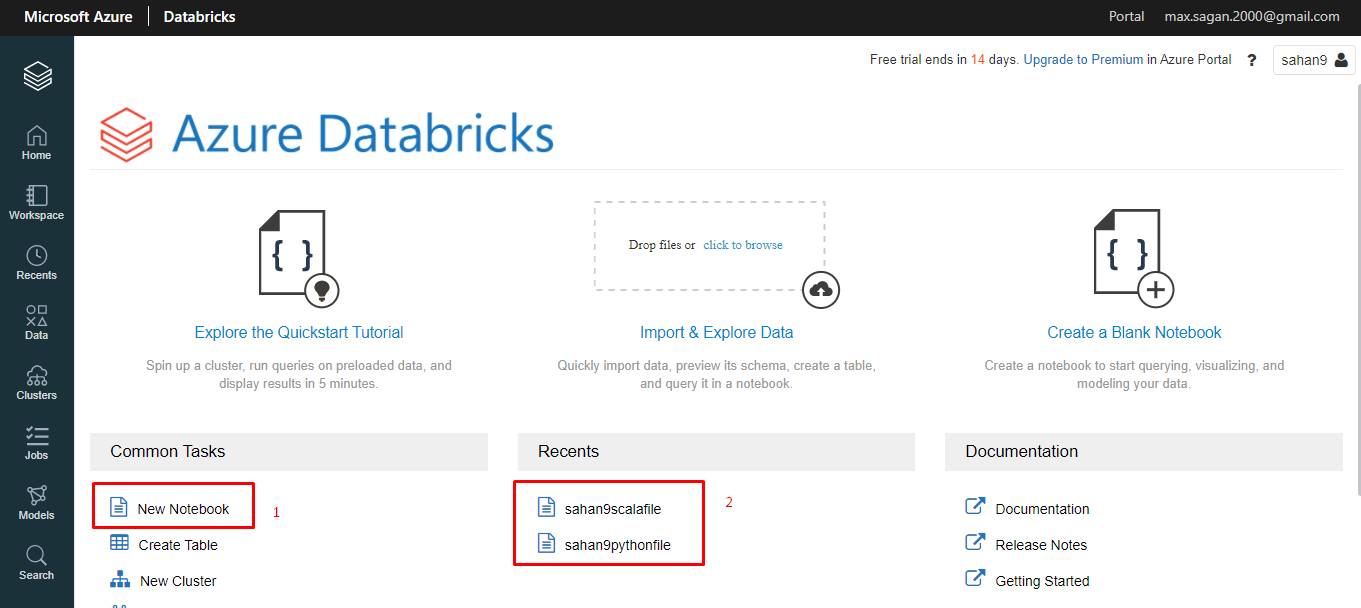 Microsoft Azure Databricks Portal max.sagan.2000@gmail.com
Free trial ends in 14 days. Upgrade to Premium in Azure Portal ? sahan9
Azure Databricks
Home
Workspace
Recents
Data
Clusters
Jobs
Models
Search
{ }
Explore the Quickstart Tutorial
Spin up a cluster, run queries on preloaded data, and
display results in 5 minutes.
Drop files or click to browse
Import & Explore Data
Quickly import data, preview its schema, create a table,
and query it in a notebook.
{ }
Create a Blank Notebook
Create a notebook to start querying, visualizing, and
modeling your data.
Common Tasks
New Notebook 1
Create Table
New Cluster
Recents
sahan9scalafile 2
sahan9pythonfile
Documentation
Documentation
Release Notes
Getting Started